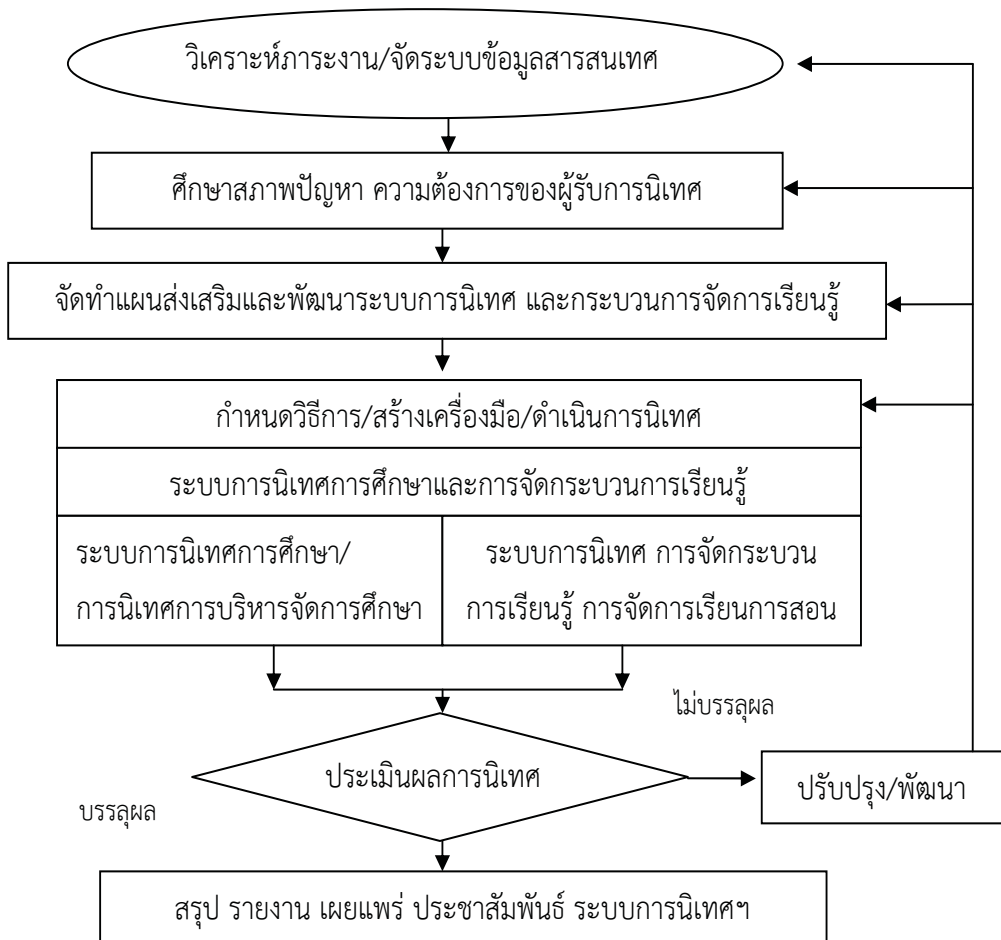 วิเคราะห์ภาระงาน/จัดระบบข้อมูลสารสนเทศ
ศึกษาสภาพปัญหา ความต้องการของผู้รับการนิเทศ
จัดทำแผนส่งเสริมและพัฒนาระบบการนิเทศ และกระบวนการจัดการเรียนรู้
กำหนดวิธีการ/สร้างเครื่องมือ/ดำเนินการนิเทศ
ระบบการนิเทศการศึกษาและการจัดกระบวนการเรียนรู้
ระบบการนิเทศการศึกษา/
การนิเทศการบริหารจัดการศึกษา
ระบบการนิเทศ การจัดกระบวน
การเรียนรู้ การจัดการเรียนการสอน
ไม่บรรลุผล
ประเมินผลการนิเทศ
ปรับปรุง/พัฒนา
บรรลุผล
สรุป รายงาน เผยแพร่ ประชาสัมพันธ์ ระบบการนิเทศฯ